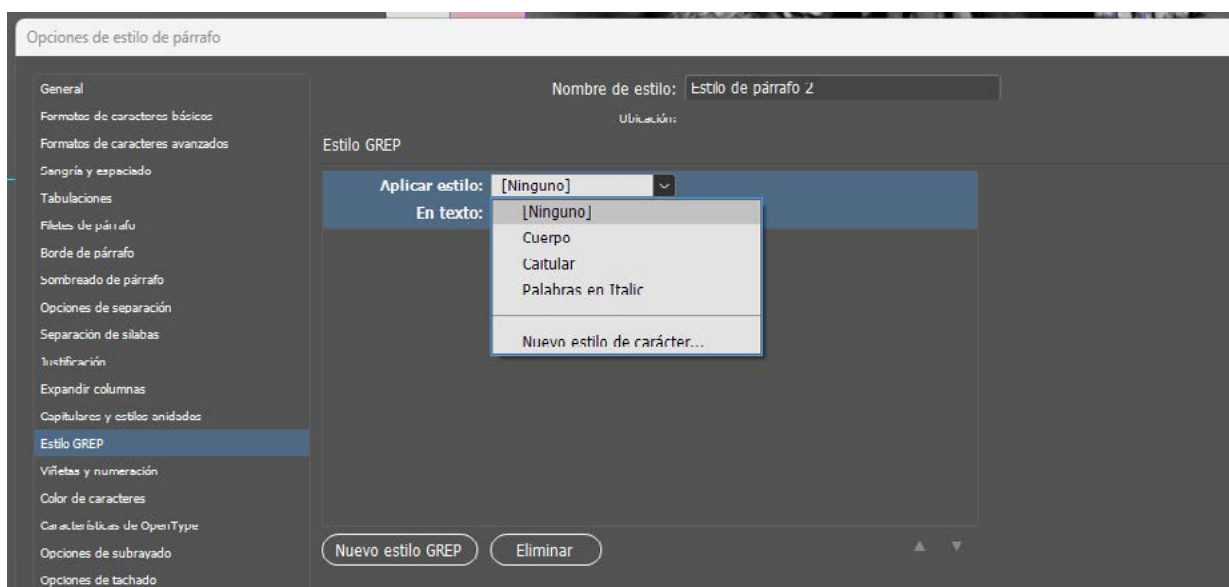 Opciones de estilo de párrafo
General
Formatos de caracteres básicos
Formatos de caracteres avanzados
Sangría y espaciado
Tabulaciones
Filetes de párrafo
Borde de párrafo
Sombreado de párrafo
Opciones de separación
Separación de sílabas
Justificación
Expandir columnas
Capitulares y estilos anidados
Estilo GREP
Viñetas y numeración
Color de caracteres
Características de OpenType
Opciones de subrayado
Opciones de tachado
Nombre de estilo: Estilo de párrafo 2
Ubicación:
Estilo GREP
Aplicar estilo: [Ninguno]
En texto:
[Ninguno]
Cuerpo
Caitular
Palabras en Italic
Nuevo estilo de carácter...
Nuevo estilo GREP
Eliminar